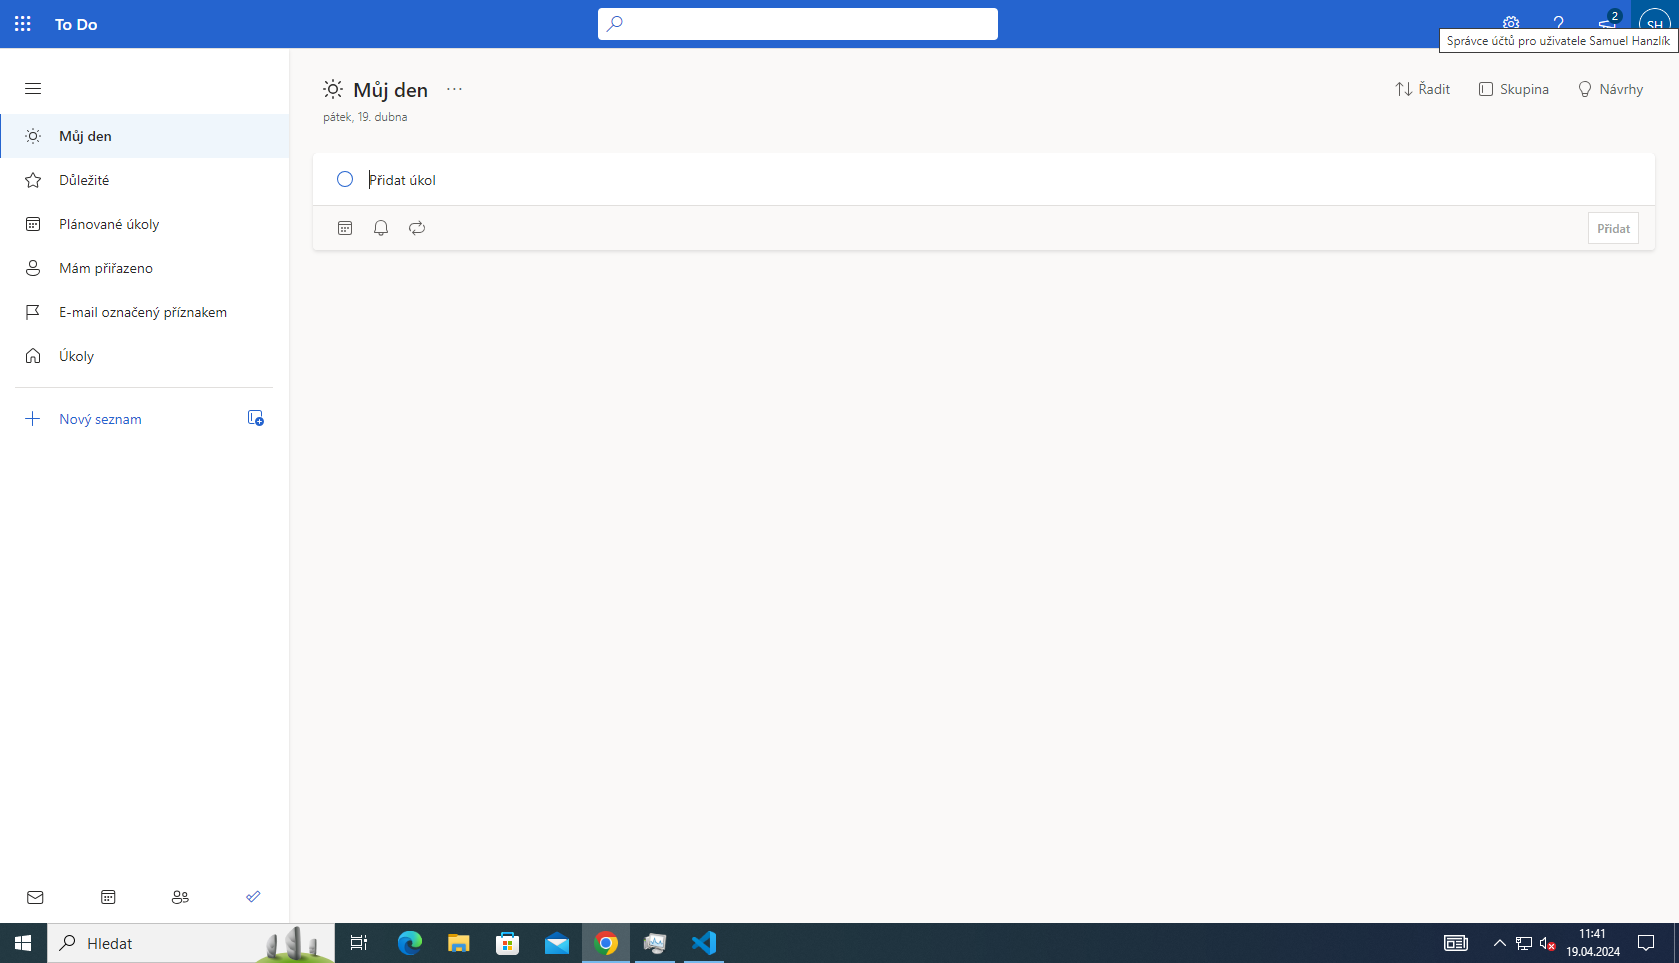 To Do
2
SH
Správce účtů pro uživatele Samuel Hanzlík
Můj den
pátek, 19. dubna
Řadit
Skupina
Návrhy
Můj den
Důležité
Plánované úkoly
Mám přiřazeno
E-mail označený příznakem
Úkoly
Nový seznam
Přidat úkol
Přidat
Hledat
11:41
19.04.2024